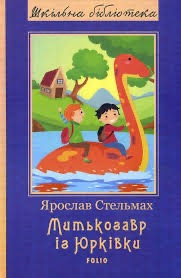 Шкільна бібліотека
Ярослав Стельмах
Митькозавр
із Юрківки
FOLIO